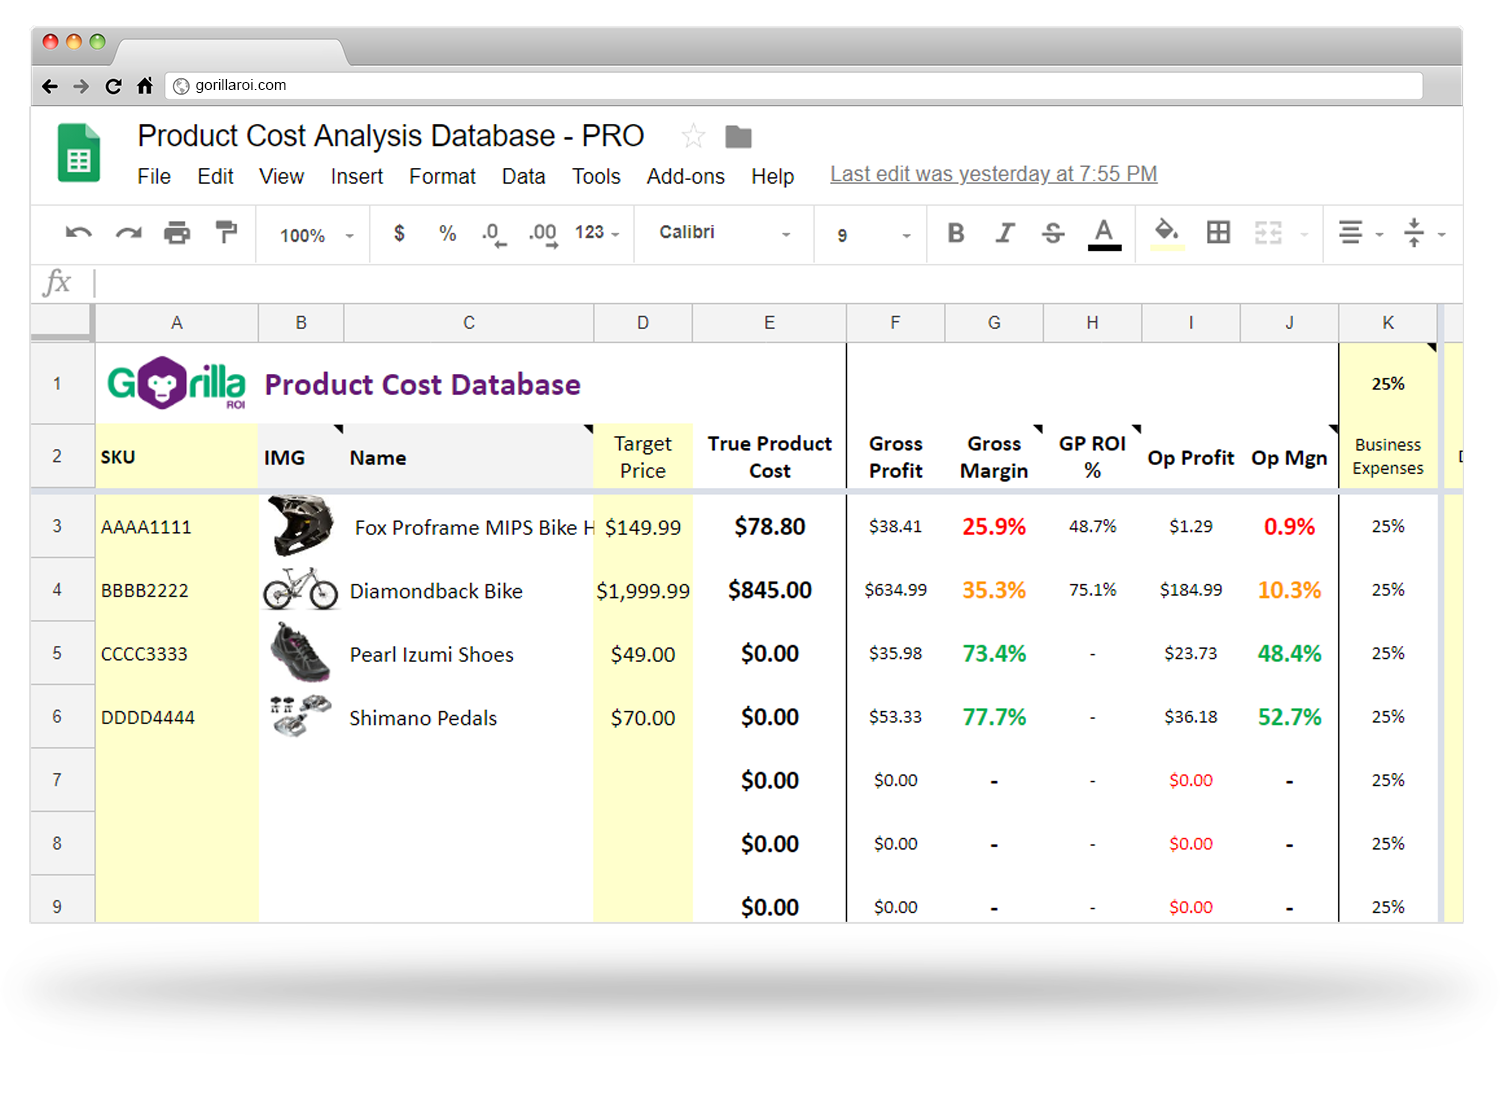 gorillaroi.com
Product Cost Analysis Database - PRO
File Edit View Insert Format Data Tools Add-ons Help Last edit was yesterday at 7:55 PM
100% $ % .0 .00 123 Calibri 9 B I S A
fx
A B C D E F G H I J K
1 Gorilla ROI Product Cost Database 25%
2 SKU IMG Name Target Price True Product Cost Gross Profit Gross Margin GP ROI % Op Profit Op Mgn Business Expenses
3 AAAA1111 Fox Proframe MIPS Bike H $149.99 $78.80 $38.41 25.9% 48.7% $1.29 0.9% 25%
4 BBBB2222 Diamondback Bike $1,999.99 $845.00 $634.99 35.3% 75.1% $184.99 10.3% 25%
5 CCCC3333 Pearl Izumi Shoes $49.00 $0.00 $35.98 73.4% - $23.73 48.4% 25%
6 DDDD4444 Shimano Pedals $70.00 $0.00 $53.33 77.7% - $36.18 52.7% 25%
7 $0.00 $0.00 - - $0.00 - 25%
8 $0.00 $0.00 - - $0.00 - 25%
9 $0.00 $0.00 - - $0.00 - 25%